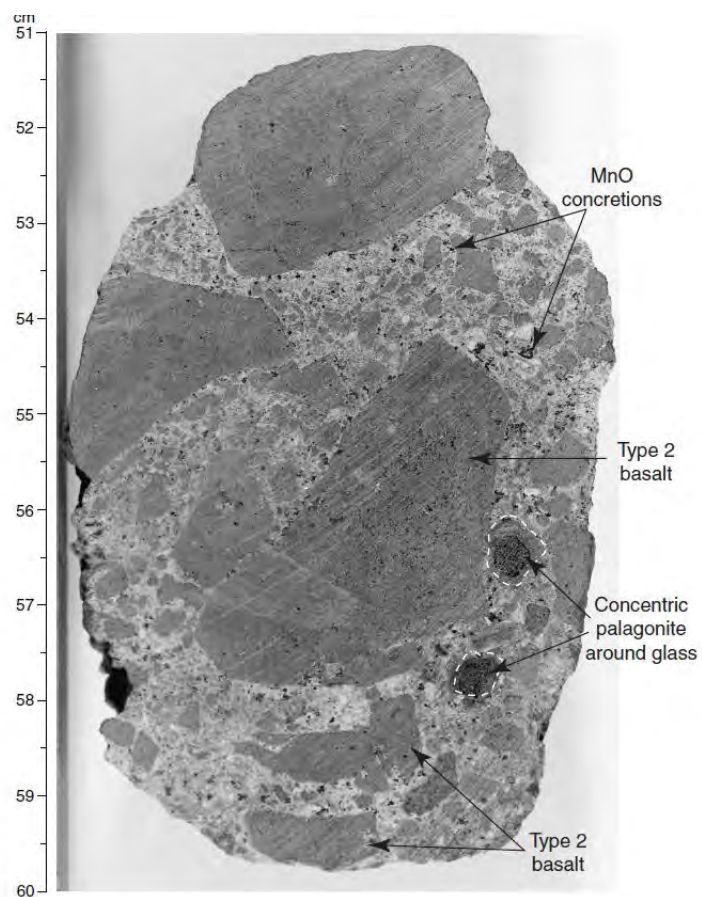 cm
51
52
53
54
55
56
57
58
59
60
MnO
concretions
Type 2
basalt
Concentric
palagonite
around glass
Type 2
basalt